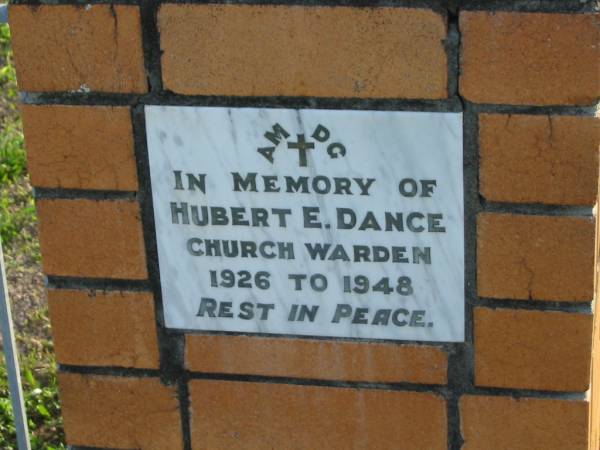 AM DG
IN MEMORY OF
HUBERT E. DANCE
CHURCH WARDEN
1926 TO 1948
REST IN PEACE.